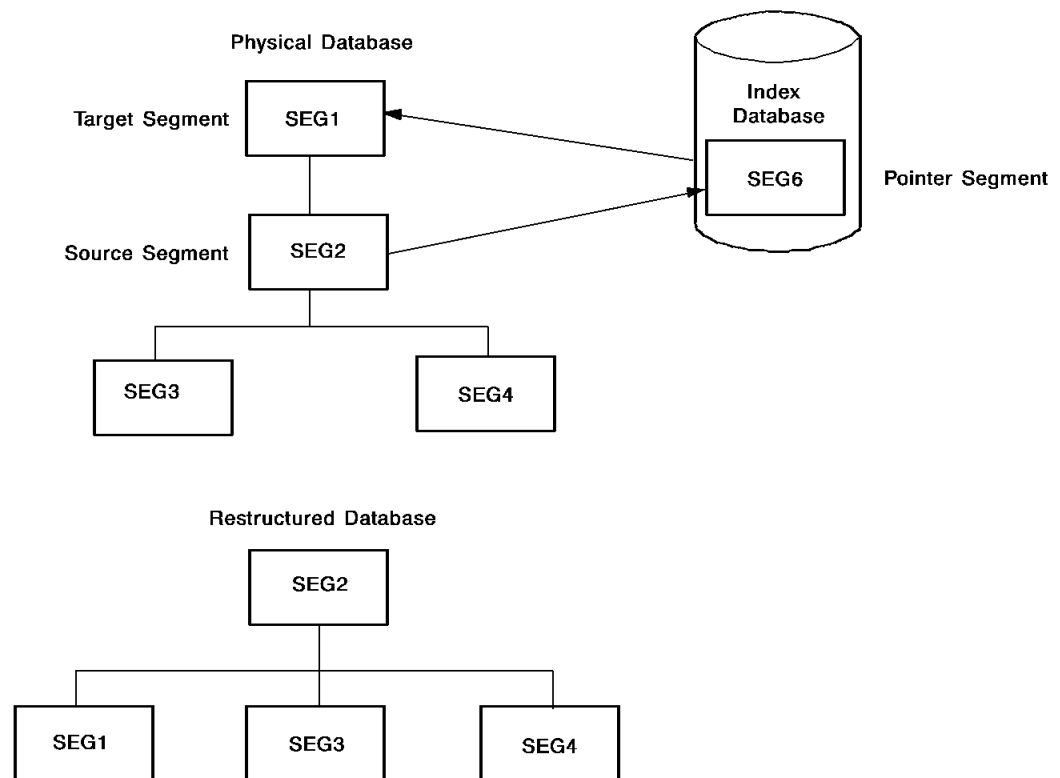 Physical Database
Index
Database
Target Segment
SEG1
SEG6
Pointer Segment
Source Segment
SEG2
SEG3
SEG4
Restructured Database
SEG2
SEG1
SEG3
SEG4